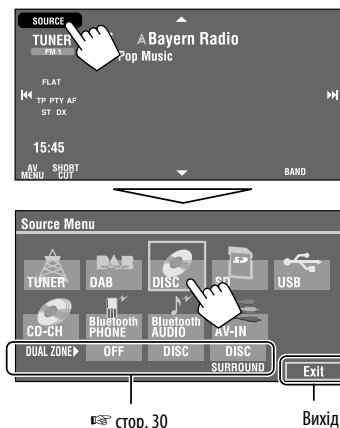 SOURCE
TUNER
FM 1
A Bayern Radio
Pop Music
FLAT
TP PTY AF
ST DX
15:45
AV MENU SHORT CUT
BAND
Source Menu
TUNER DAB DISC SD USB
CD-CH Bluetooth PHONE Bluetooth AUDIO AV-IN
DUAL ZONE OFF DISC DISC
SURROUND
Exit
☞ стор. 30
Вихід